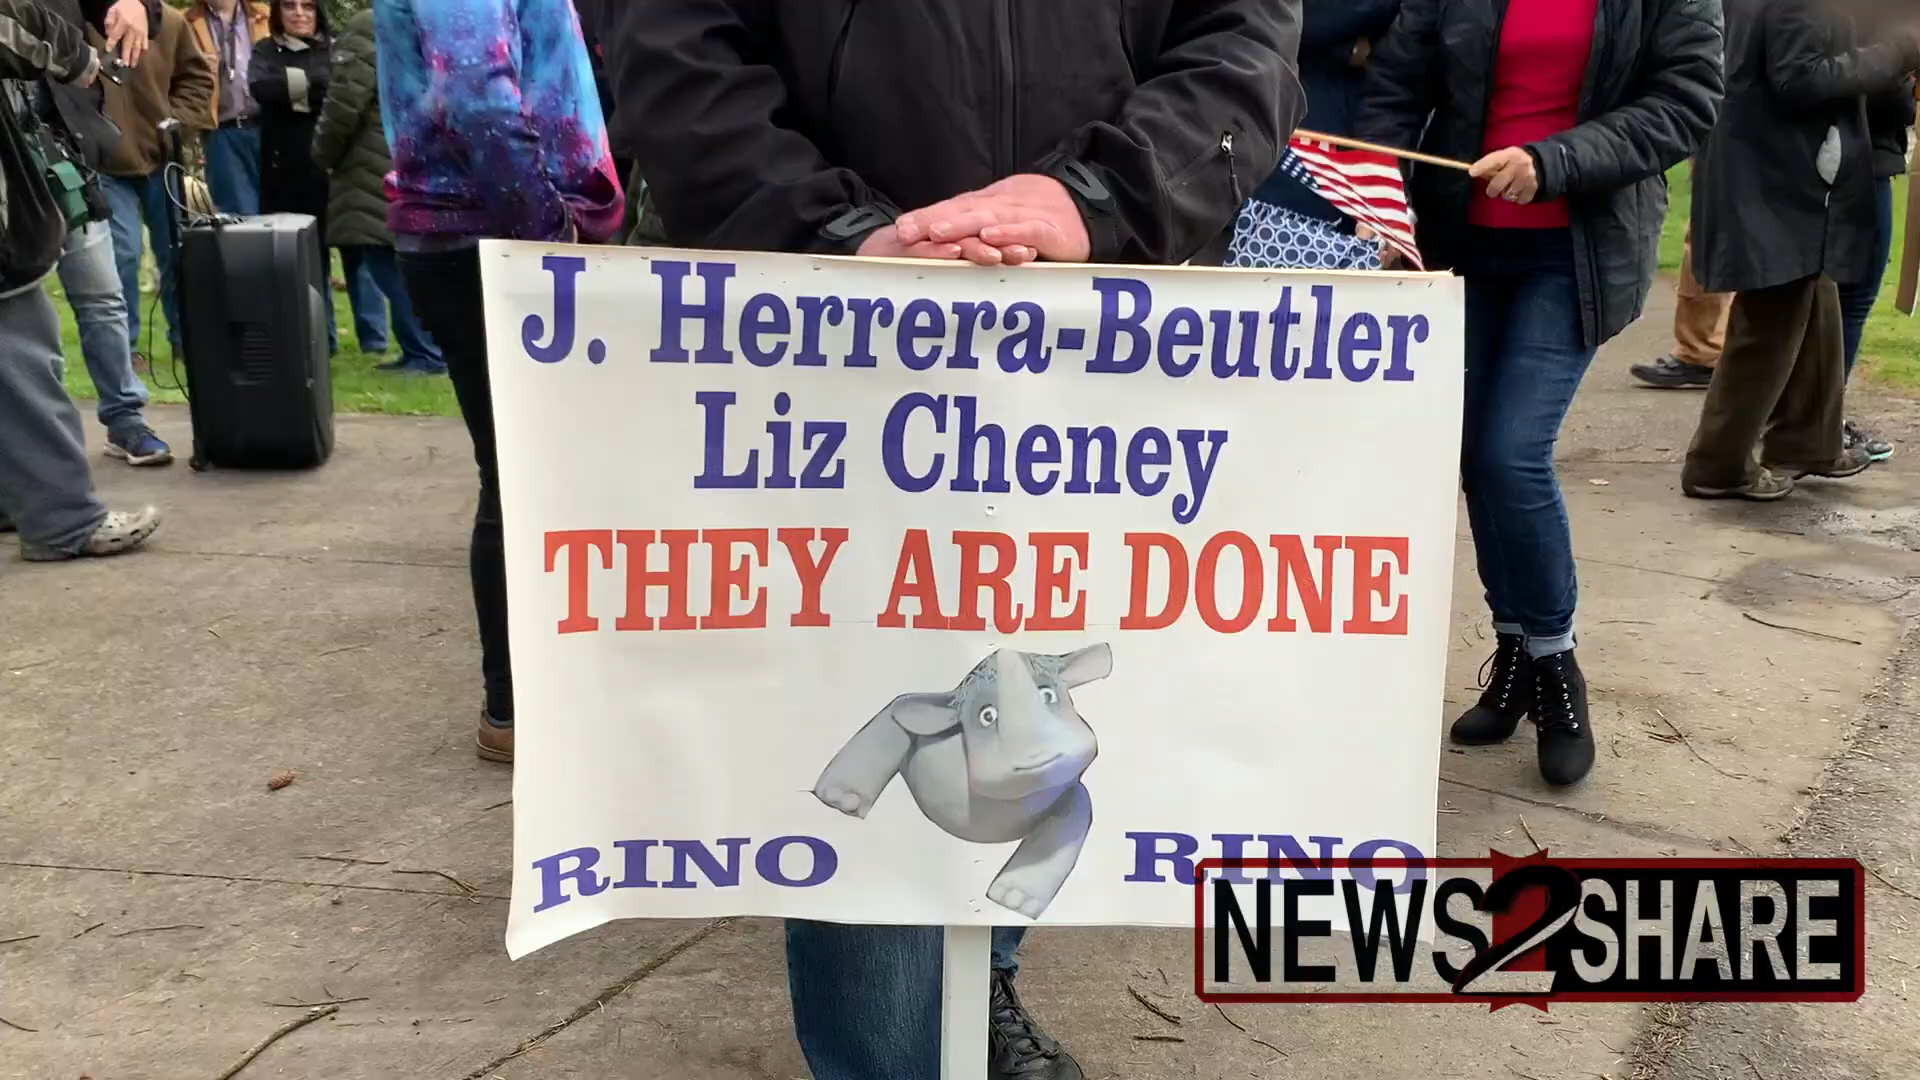 J. Herrera-Beutler
Liz Cheney
THEY ARE DONE
RINO RINO
NEWS2SHARE